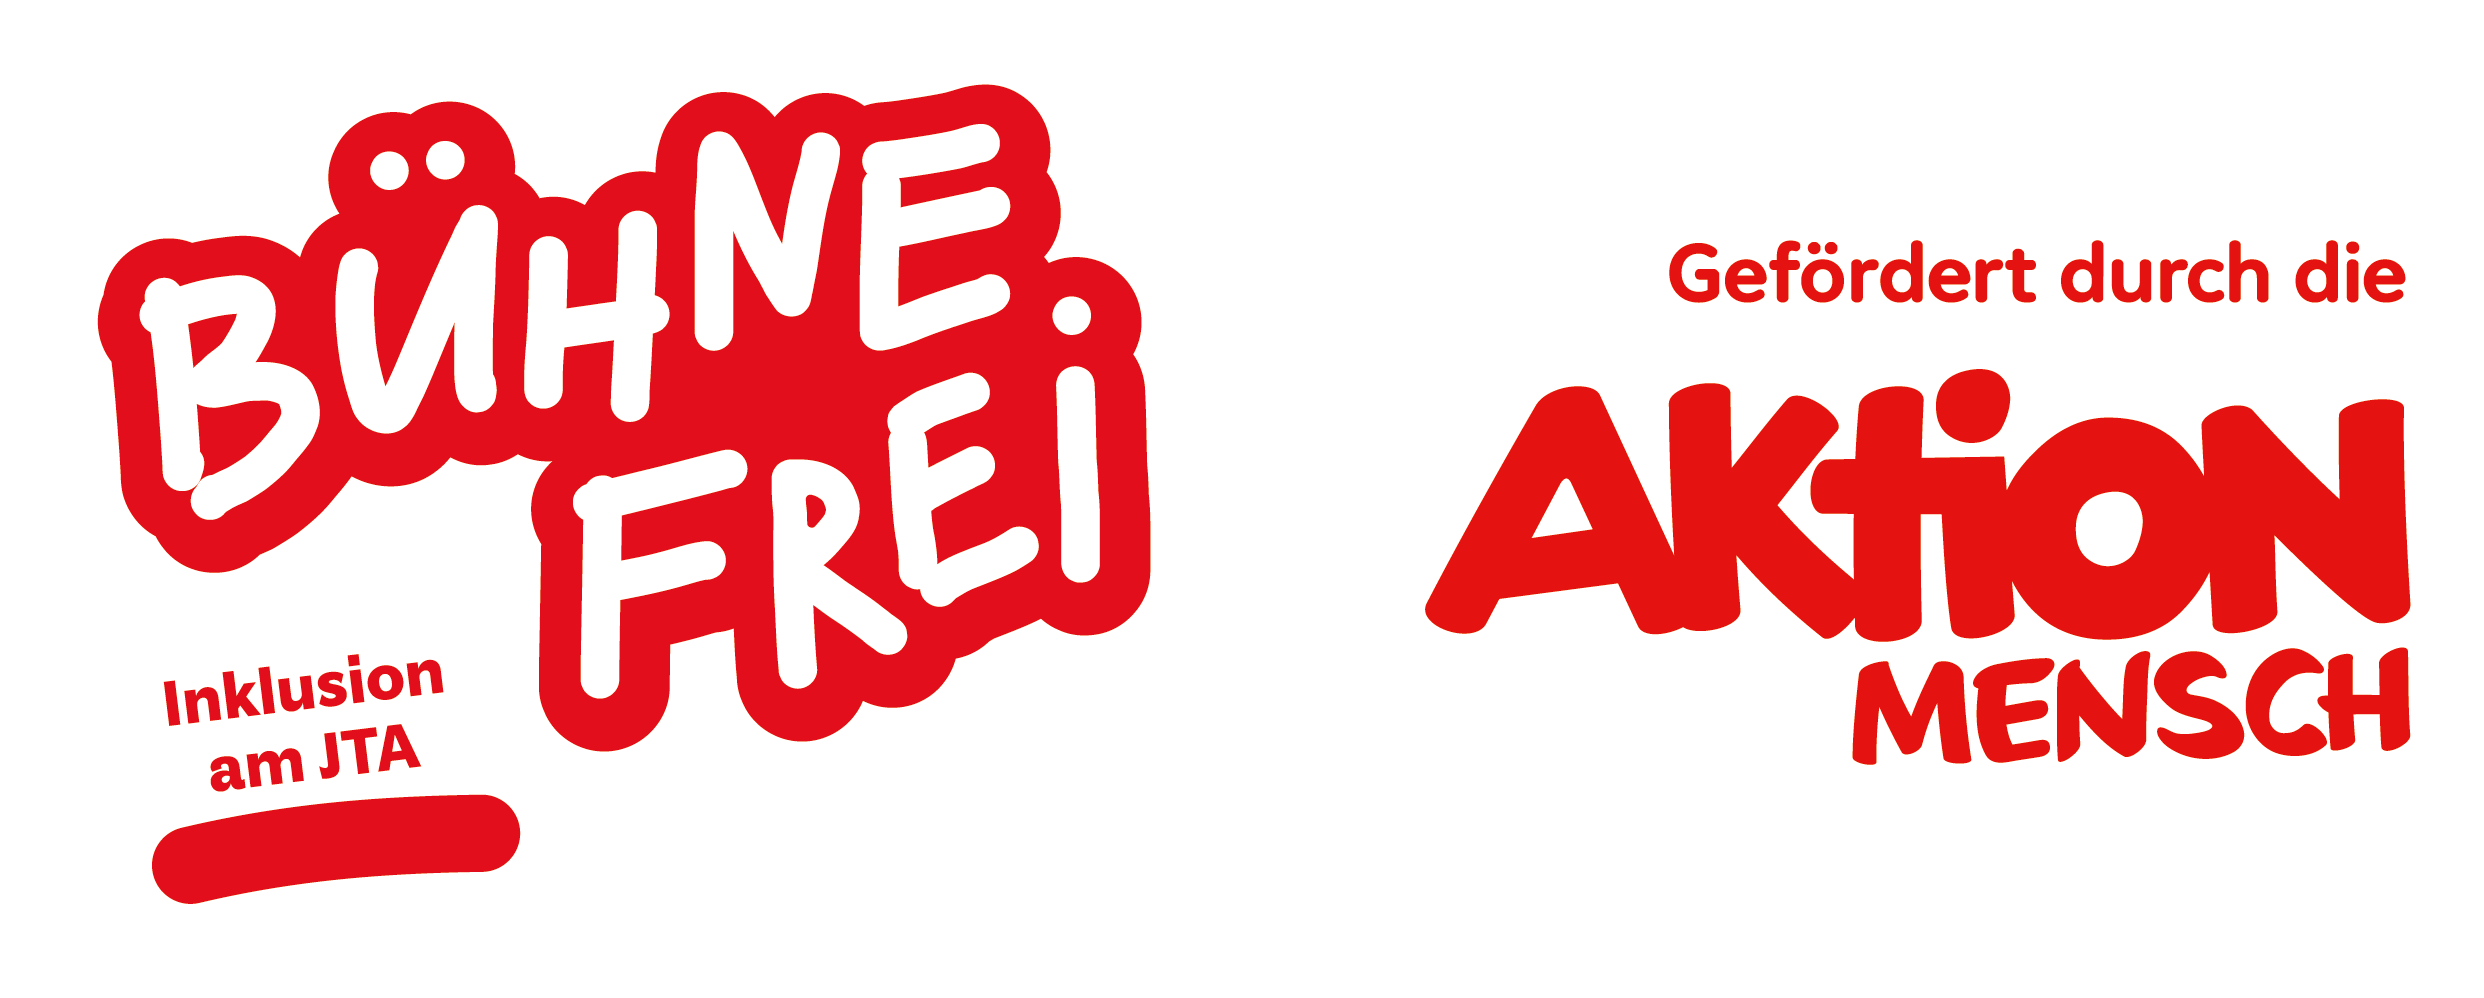 BÜHNE
FREi
Inklusion
am JTA
Gefördert durch die
AKtiON
MENSCH